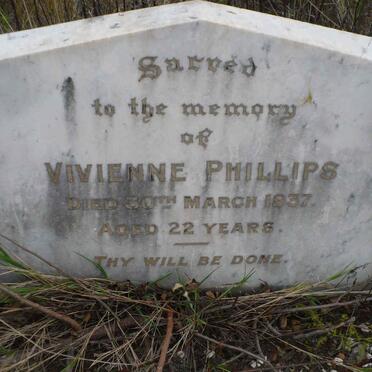 Sacred
to the memory
of
VIVIENNE PHILLIPS
DIED 30TH MARCH 1937.
AGED 22 YEARS.
THY WILL BE DONE.